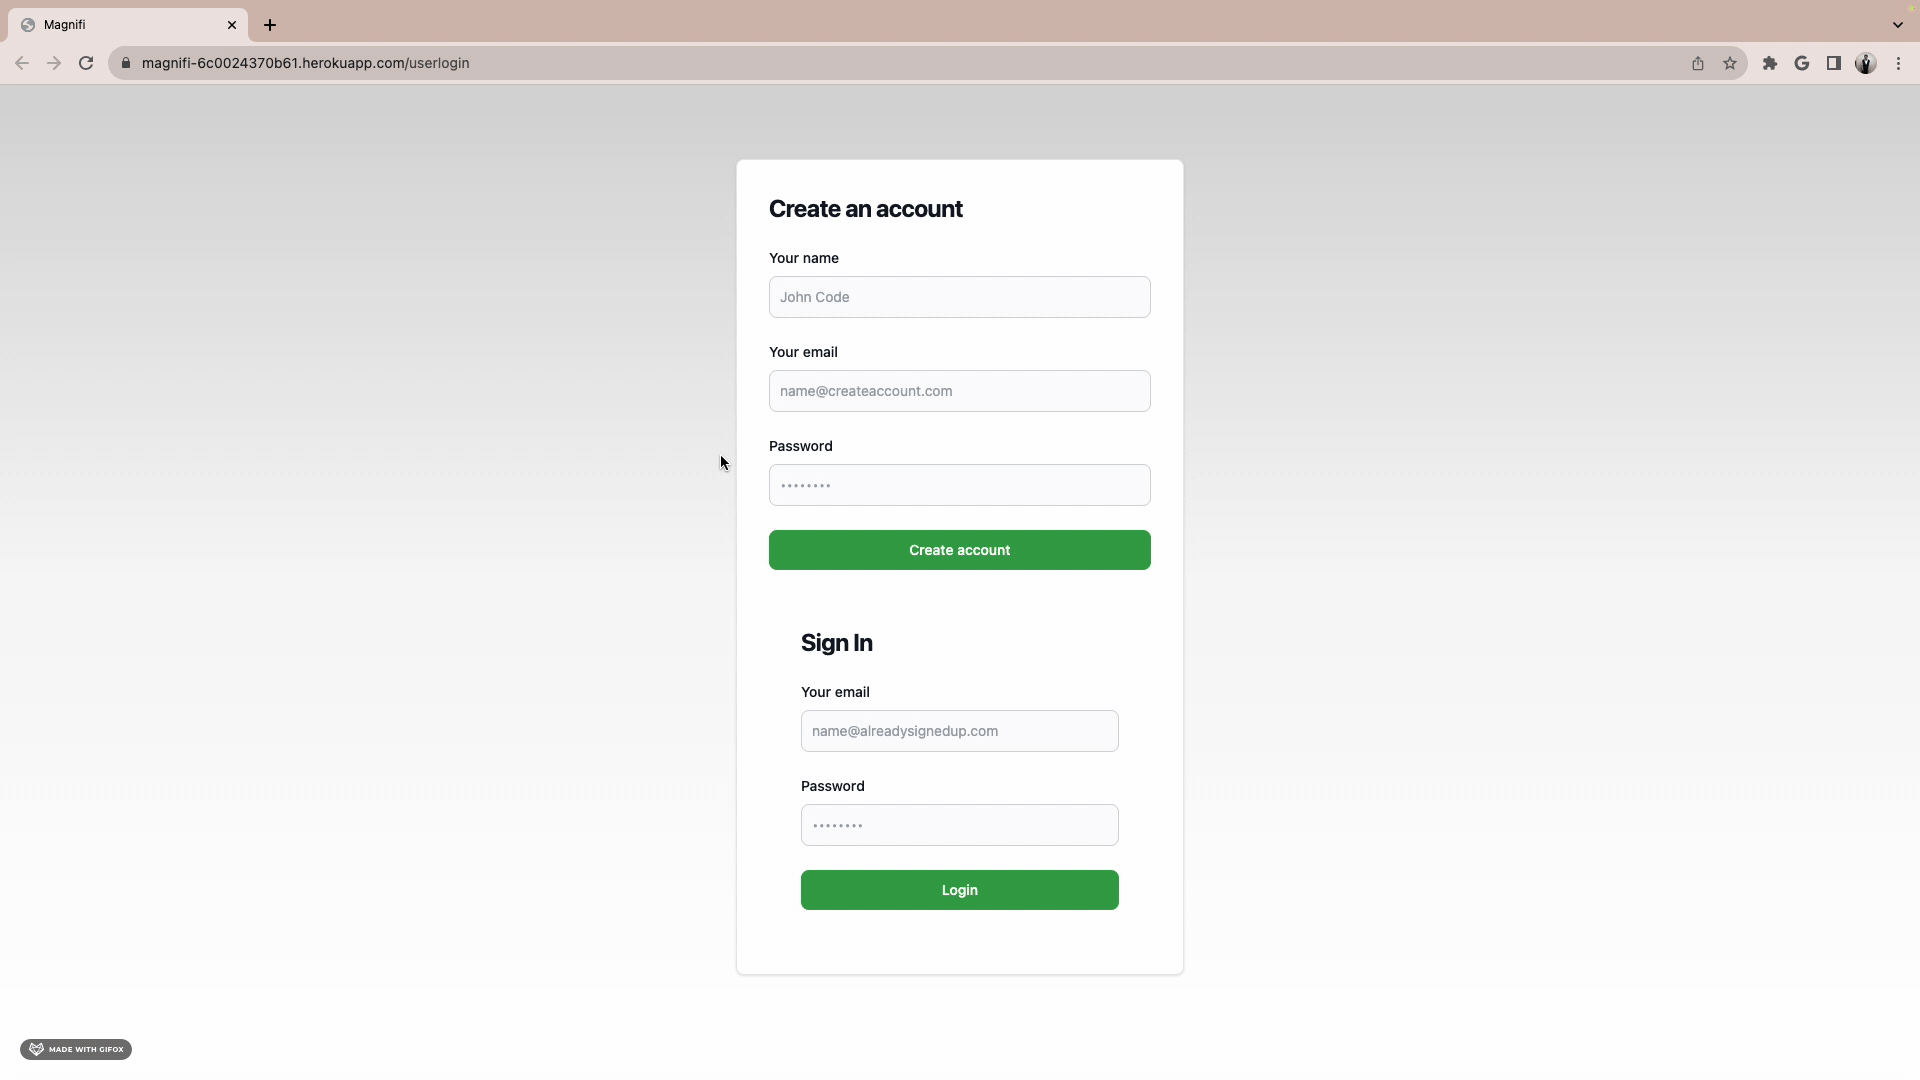 Magnifi
magnifi-6c0024370b61.herokuapp.com/userlogin
Create an account
Your name
John Code
Your email
name@createaccount.com
Password
••••••••
Create account
Sign In
Your email
name@alreadysignedup.com
Password
••••••••
Login
MADE WITH GIFOX